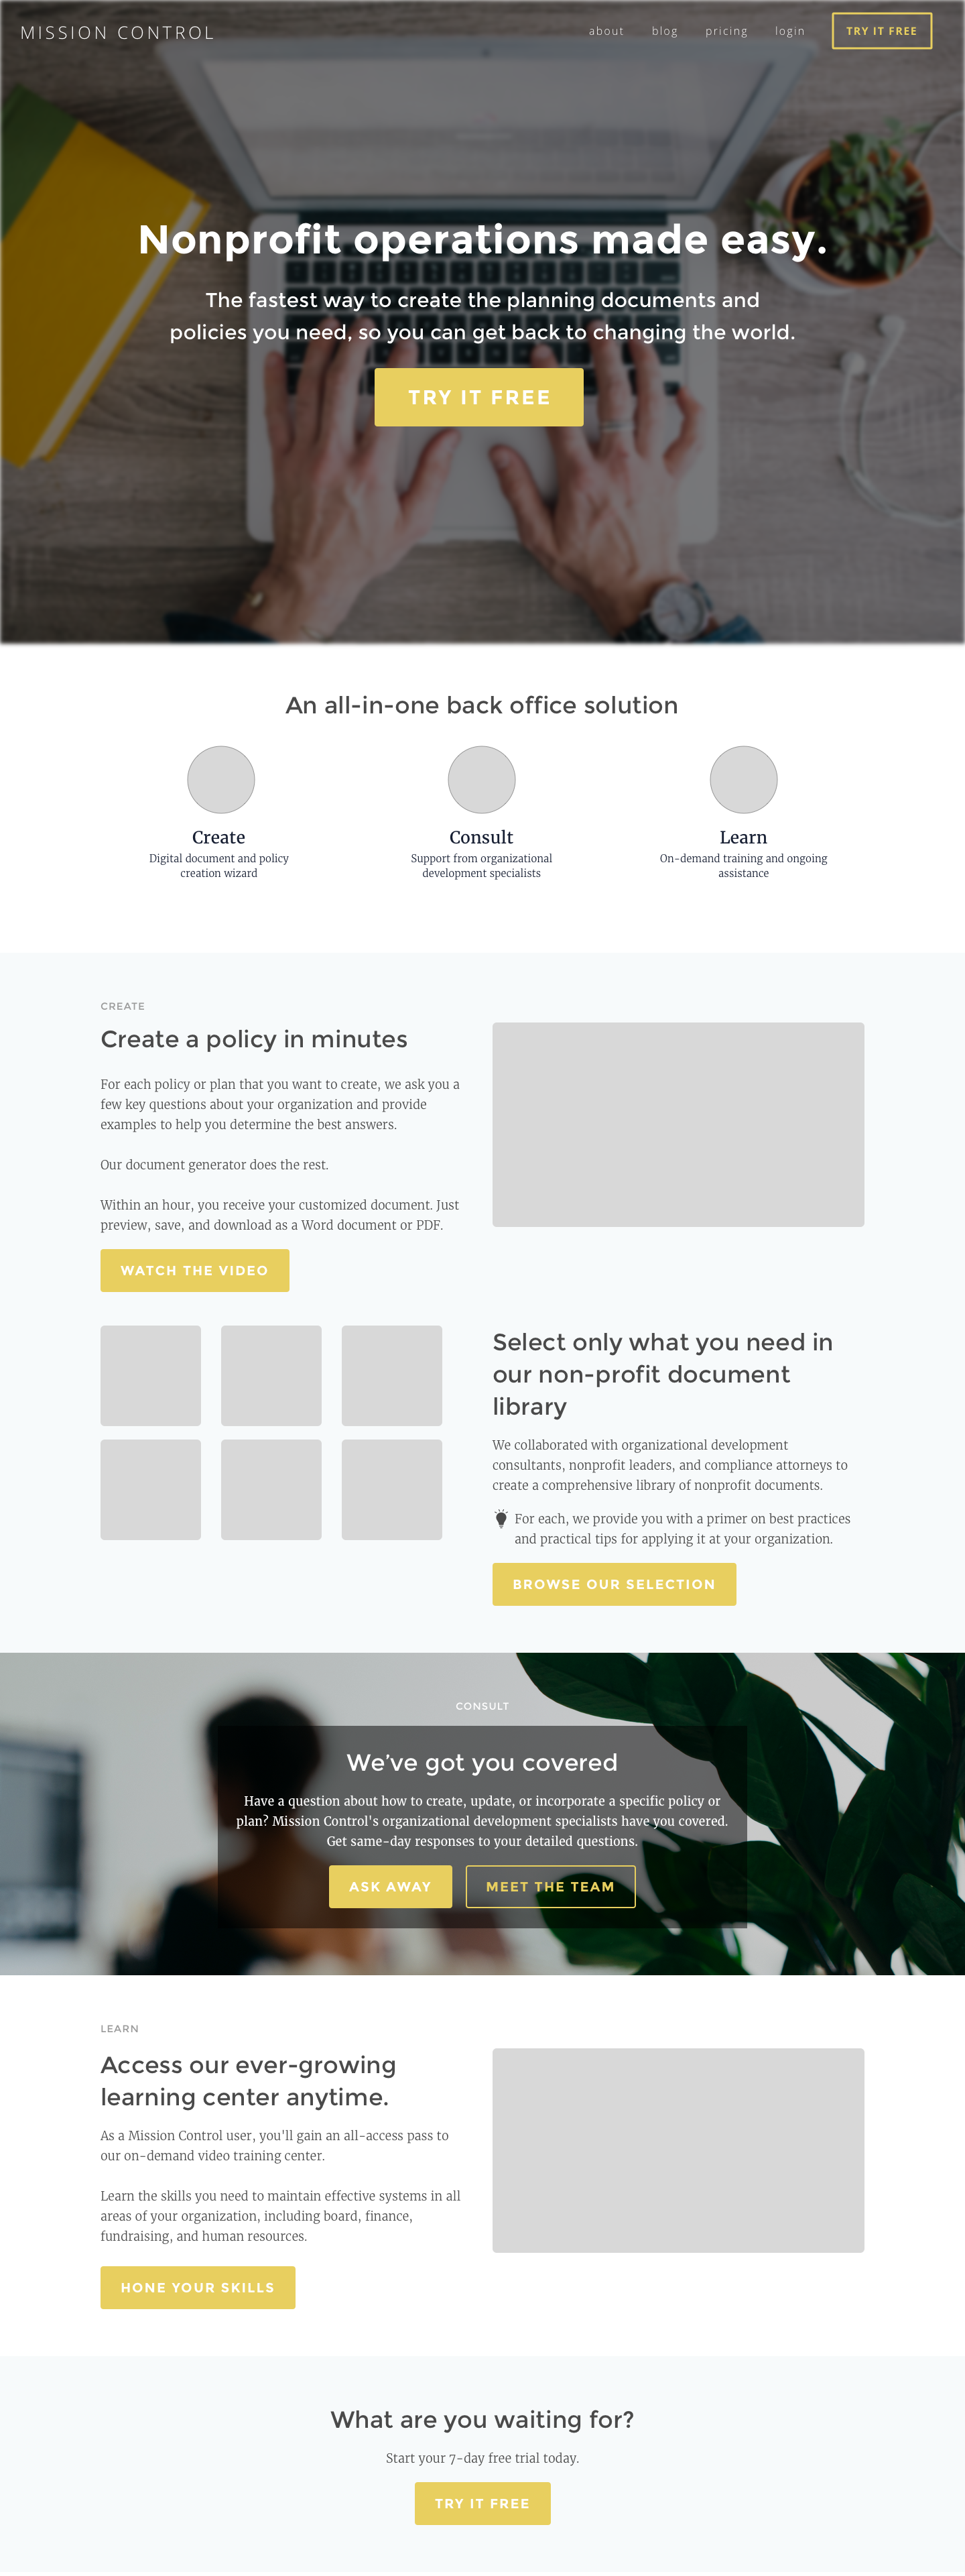 MISSION CONTROL
about blog pricing login TRY IT FREE
Nonprofit operations made easy.
The fastest way to create the planning documents and
policies you need, so you can get back to changing the world.
TRY IT FREE
An all-in-one back office solution
Create
Digital document and policy
creation wizard
Consult
Support from organizational
development specialists
Learn
On-demand training and ongoing
assistance
CREATE
Create a policy in minutes
For each policy or plan that you want to create, we ask you a
few key questions about your organization and provide
examples to help you determine the best answers.
Our document generator does the rest.
Within an hour, you receive your customized document. Just
preview, save, and download as a Word document or PDF.
WATCH THE VIDEO
Select only what you need in
our non-profit document
library
We collaborated with organizational development
consultants, nonprofit leaders, and compliance attorneys to
create a comprehensive library of nonprofit documents.
For each, we provide you with a primer on best practices
and practical tips for applying it at your organization.
BROWSE OUR SELECTION
CONSULT
We’ve got you covered
Have a question about how to create, update, or incorporate a specific policy or
plan? Mission Control's organizational development specialists have you covered.
Get same-day responses to your detailed questions.
ASK AWAY
MEET THE TEAM
LEARN
Access our ever-growing
learning center anytime.
As a Mission Control user, you'll gain an all-access pass to
our on-demand video training center.
Learn the skills you need to maintain effective systems in all
areas of your organization, including board, finance,
fundraising, and human resources.
HONE YOUR SKILLS
What are you waiting for?
Start your 7-day free trial today.
TRY IT FREE